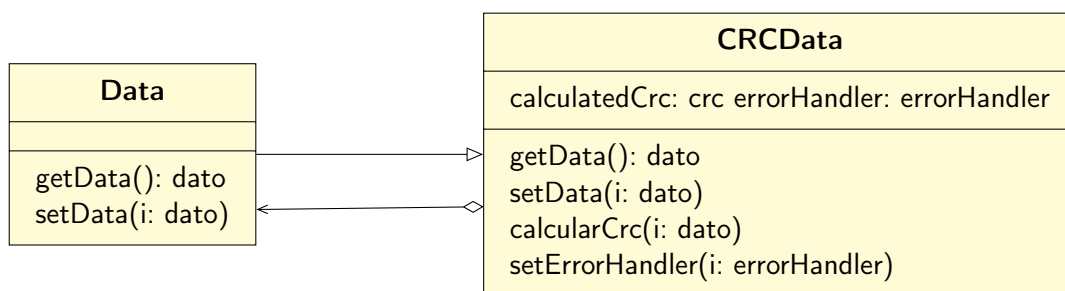 Data
getData(): dato
setData(i: dato)
CRCData
calculatedCrc: crc errorHandler: errorHandler
getData(): dato
setData(i: dato)
calcularCrc(i: dato)
setErrorHandler(i: errorHandler)